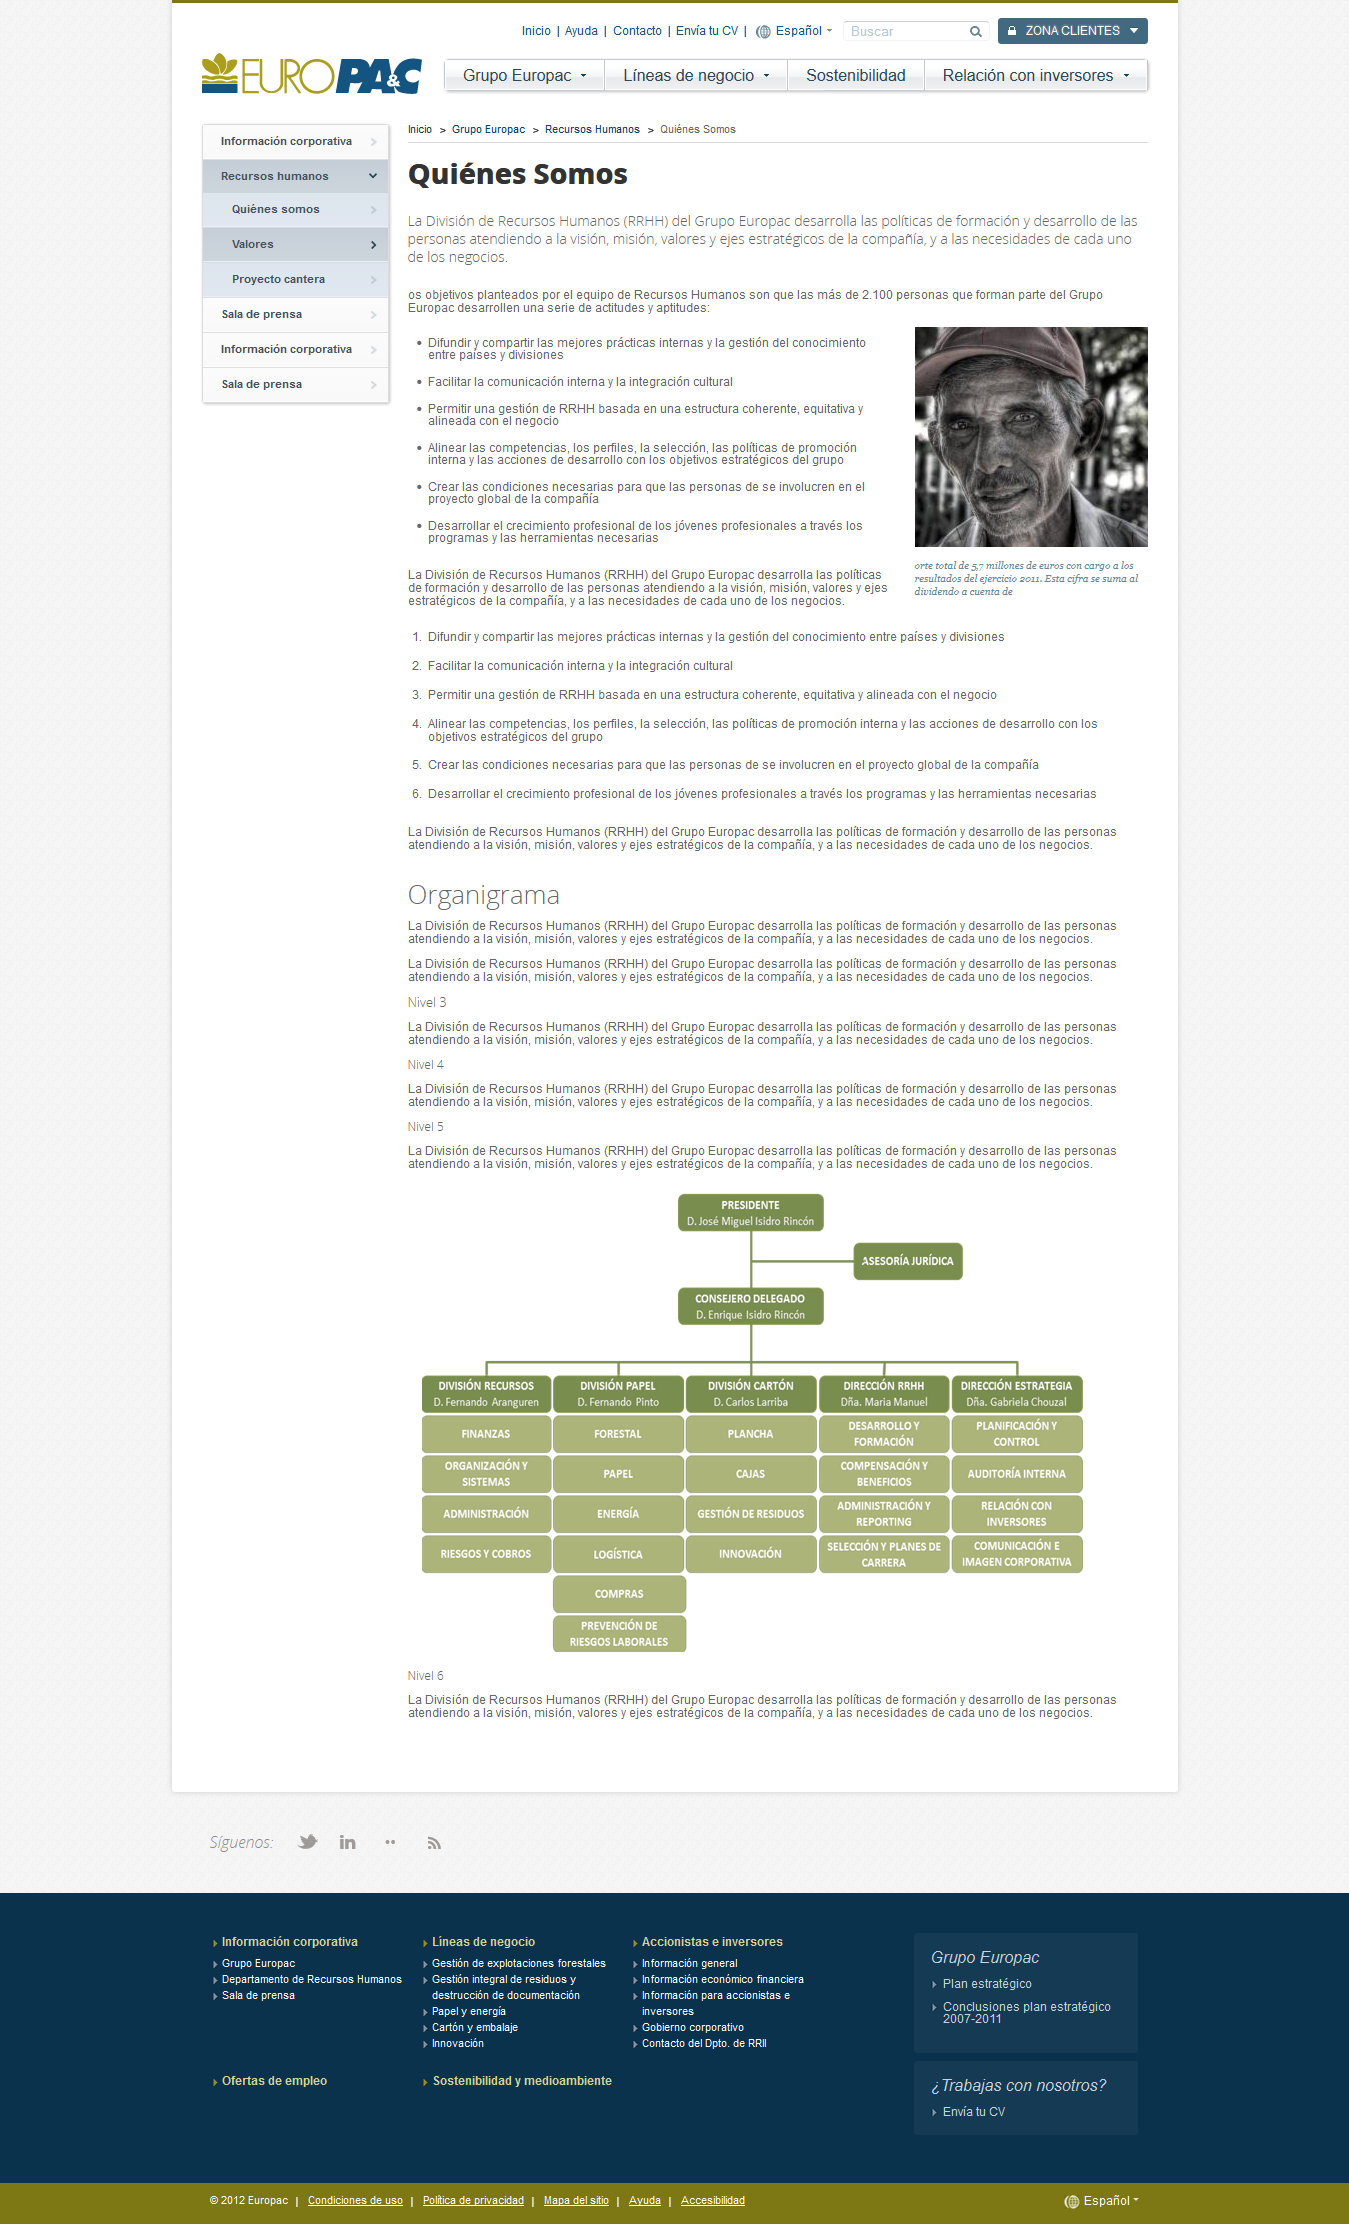 Inicio | Ayuda | Contacto | Envía tu CV | Español Buscar ZONA CLIENTES
EUROPA&C
Grupo Europac Líneas de negocio Sostenibilidad Relación con inversores
Inicio > Grupo Europac > Recursos Humanos > Quiénes Somos
Información corporativa
Recursos humanos
Quiénes somos
Valores
Proyecto cantera
Sala de prensa
Información corporativa
Sala de prensa
Quiénes Somos
La División de Recursos Humanos (RRHH) del Grupo Europac desarrolla las políticas de formación y desarrollo de las
personas atendiendo a la visión, misión, valores y ejes estratégicos de la compañía, y a las necesidades de cada uno
de los negocios.
os objetivos planteados por el equipo de Recursos Humanos son que las más de 2.100 personas que forman parte del Grupo
Europac desarrollen una serie de actitudes y aptitudes:
• Difundir y compartir las mejores prácticas internas y la gestión del conocimiento
entre países y divisiones
• Facilitar la comunicación interna y la integración cultural
• Permitir una gestión de RRHH basada en una estructura coherente, equitativa y
alineada con el negocio
• Alinear las competencias, los perfiles, la selección, las políticas de promoción
interna y las acciones de desarrollo con los objetivos estratégicos del grupo
• Crear las condiciones necesarias para que las personas de se involucren en el
proyecto global de la compañía
• Desarrollar el crecimiento profesional de los jóvenes profesionales a través los
programas y las herramientas necesarias
orte total de 5,7 millones de euros con cargo a los
resultados del ejercicio 2011. Esta cifra se suma al
dividendo a cuenta de
La División de Recursos Humanos (RRHH) del Grupo Europac desarrolla las políticas
de formación y desarrollo de las personas atendiendo a la visión, misión, valores y ejes
estratégicos de la compañía, y a las necesidades de cada uno de los negocios.
1. Difundir y compartir las mejores prácticas internas y la gestión del conocimiento entre países y divisiones
2. Facilitar la comunicación interna y la integración cultural
3. Permitir una gestión de RRHH basada en una estructura coherente, equitativa y alineada con el negocio
4. Alinear las competencias, los perfiles, la selección, las políticas de promoción interna y las acciones de desarrollo con los
objetivos estratégicos del grupo
5. Crear las condiciones necesarias para que las personas de se involucren en el proyecto global de la compañía
6. Desarrollar el crecimiento profesional de los jóvenes profesionales a través los programas y las herramientas necesarias
La División de Recursos Humanos (RRHH) del Grupo Europac desarrolla las políticas de formación y desarrollo de las personas
atendiendo a la visión, misión, valores y ejes estratégicos de la compañía, y a las necesidades de cada uno de los negocios.
Organigrama
La División de Recursos Humanos (RRHH) del Grupo Europac desarrolla las políticas de formación y desarrollo de las personas
atendiendo a la visión, misión, valores y ejes estratégicos de la compañía, y a las necesidades de cada uno de los negocios.
La División de Recursos Humanos (RRHH) del Grupo Europac desarrolla las políticas de formación y desarrollo de las personas
atendiendo a la visión, misión, valores y ejes estratégicos de la compañía, y a las necesidades de cada uno de los negocios.
Nivel 3
La División de Recursos Humanos (RRHH) del Grupo Europac desarrolla las políticas de formación y desarrollo de las personas
atendiendo a la visión, misión, valores y ejes estratégicos de la compañía, y a las necesidades de cada uno de los negocios.
Nivel 4
La División de Recursos Humanos (RRHH) del Grupo Europac desarrolla las políticas de formación y desarrollo de las personas
atendiendo a la visión, misión, valores y ejes estratégicos de la compañía, y a las necesidades de cada uno de los negocios.
Nivel 5
La División de Recursos Humanos (RRHH) del Grupo Europac desarrolla las políticas de formación y desarrollo de las personas
atendiendo a la visión, misión, valores y ejes estratégicos de la compañía, y a las necesidades de cada uno de los negocios.
PRESIDENTE
D. José Miguel Isidro Rincón
ASESORÍA JURÍDICA
CONSEJERO DELEGADO
D. Enrique Isidro Rincón
DIVISIÓN RECURSOS
D. Fernando Aranguren
FINANZAS
ORGANIZACIÓN Y
SISTEMAS
ADMINISTRACIÓN
RIESGOS Y COBROS
DIVISIÓN PAPEL
D. Fernando Pinto
FORESTAL
PAPEL
ENERGÍA
LOGÍSTICA
COMPRAS
PREVENCIÓN DE
RIESGOS LABORALES
DIVISIÓN CARTÓN
D. Carlos Larriba
PLANCHA
CAJAS
GESTIÓN DE RESIDUOS
INNOVACIÓN
DIRECCIÓN RRHH
Dña. Maria Manuel
DESARROLLO Y
FORMACIÓN
COMPENSACIÓN Y
BENEFICIOS
ADMINISTRACIÓN Y
REPORTING
SELECCIÓN Y PLANES DE
CARRERA
DIRECCIÓN ESTRATEGIA
Dña. Gabriela Chouzal
PLANIFICACIÓN Y
CONTROL
AUDITORÍA INTERNA
RELACIÓN CON
INVERSORES
COMUNICACIÓN E
IMAGEN CORPORATIVA
Nivel 6
La División de Recursos Humanos (RRHH) del Grupo Europac desarrolla las políticas de formación y desarrollo de las personas
atendiendo a la visión, misión, valores y ejes estratégicos de la compañía, y a las necesidades de cada uno de los negocios.
Síguenos: in
Información corporativa
Grupo Europac
Departamento de Recursos Humanos
Sala de prensa
Líneas de negocio
Gestión de explotaciones forestales
Gestión integral de residuos y
destrucción de documentación
Papel y energía
Cartón y embalaje
Innovación
Accionistas e inversores
Información general
Información económico financiera
Información para accionistas e
inversores
Gobierno corporativo
Contacto del Dpto. de RRII
Ofertas de empleo
Sostenibilidad y medioambiente
Grupo Europac
Plan estratégico
Conclusiones plan estratégico
2007-2011
¿Trabajas con nosotros?
Envía tu CV
© 2012 Europac | Condiciones de uso | Política de privacidad | Mapa del sitio | Ayuda | Accesibilidad
Español